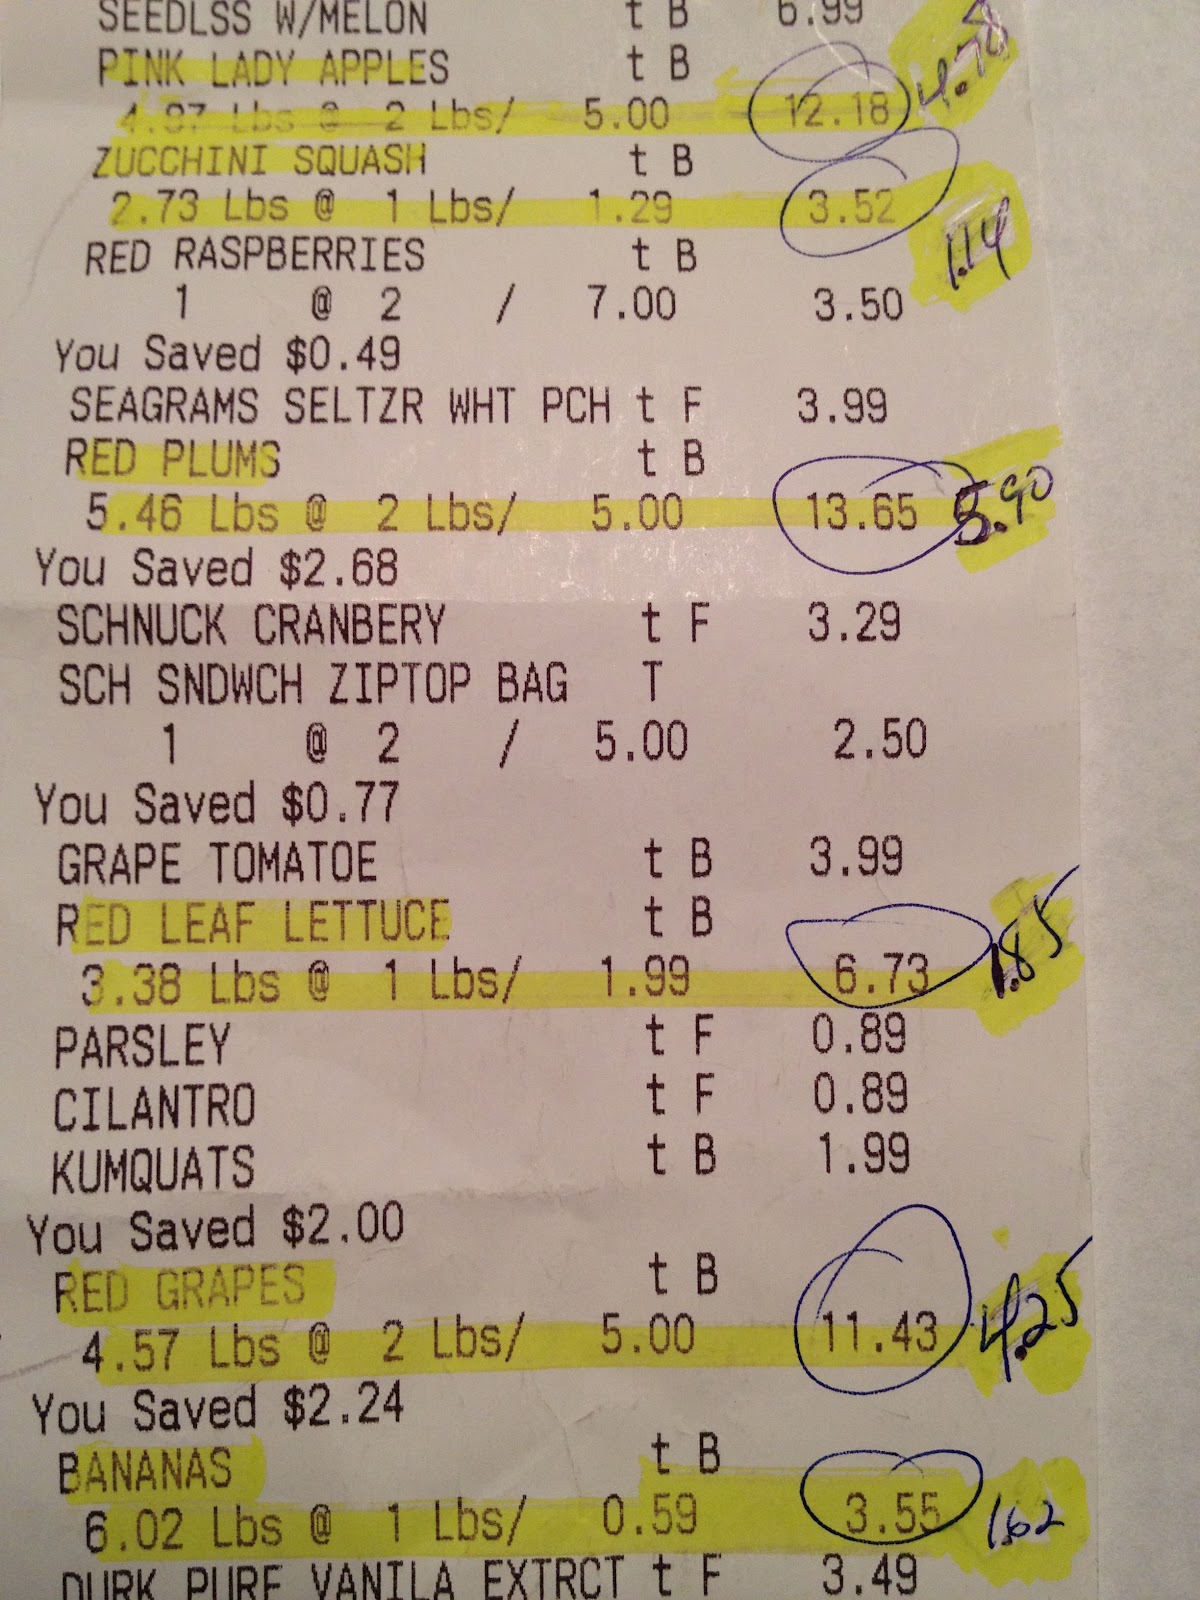 SEEDLSS W/MELON t B 6.99
PINK LADY APPLES t B
4.87 Lbs @ 2 Lbs/ 5.00 12.18 4.78
ZUCCHINI SQUASH t B
2.73 Lbs @ 1 Lbs/ 1.29 3.52 1.14
RED RASPBERRIES t B
1 @ 2 / 7.00 3.50
You Saved $0.49
SEAGRAMS SELTZR WHT PCH t F 3.99
RED PLUMS t B
5.46 Lbs @ 2 Lbs/ 5.00 13.65 5.90
You Saved $2.68
SCHNUCK CRANBERY t F 3.29
SCH SNDWCH ZIPTOP BAG T
1 @ 2 / 5.00 2.50
You Saved $0.77
GRAPE TOMATOE t B 3.99
RED LEAF LETTUCE t B
3.38 Lbs @ 1 Lbs/ 1.99 6.73 1.85
PARSLEY t F 0.89
CILANTRO t F 0.89
KUMQUATS t B 1.99
You Saved $2.00
RED GRAPES t B
4.57 Lbs @ 2 Lbs/ 5.00 11.43 4.25
You Saved $2.24
BANANAS t B
6.02 Lbs @ 1 Lbs/ 0.59 3.55 1.62
DURK PURE VANILA EXTRCT t F 3.49